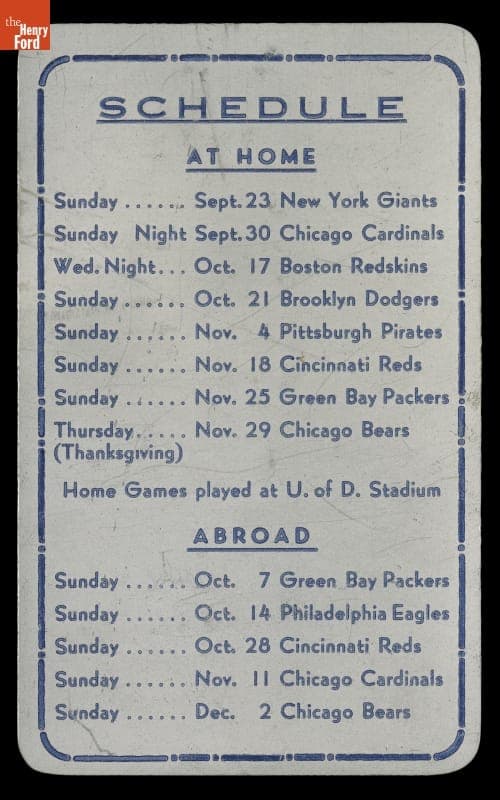 the
Henry
Ford
SCHEDULE
AT HOME
Sunday ...... Sept. 23 New York Giants
Sunday Night Sept. 30 Chicago Cardinals
Wed. Night... Oct. 17 Boston Redskins
Sunday ...... Oct. 21 Brooklyn Dodgers
Sunday ...... Nov. 4 Pittsburgh Pirates
Sunday ...... Nov. 18 Cincinnati Reds
Sunday ...... Nov. 25 Green Bay Packers
Thursday..... Nov. 29 Chicago Bears
(Thanksgiving)
Home Games played at U. of D. Stadium
ABROAD
Sunday ...... Oct. 7 Green Bay Packers
Sunday ...... Oct. 14 Philadelphia Eagles
Sunday ...... Oct. 28 Cincinnati Reds
Sunday ...... Nov. 11 Chicago Cardinals
Sunday ...... Dec. 2 Chicago Bears